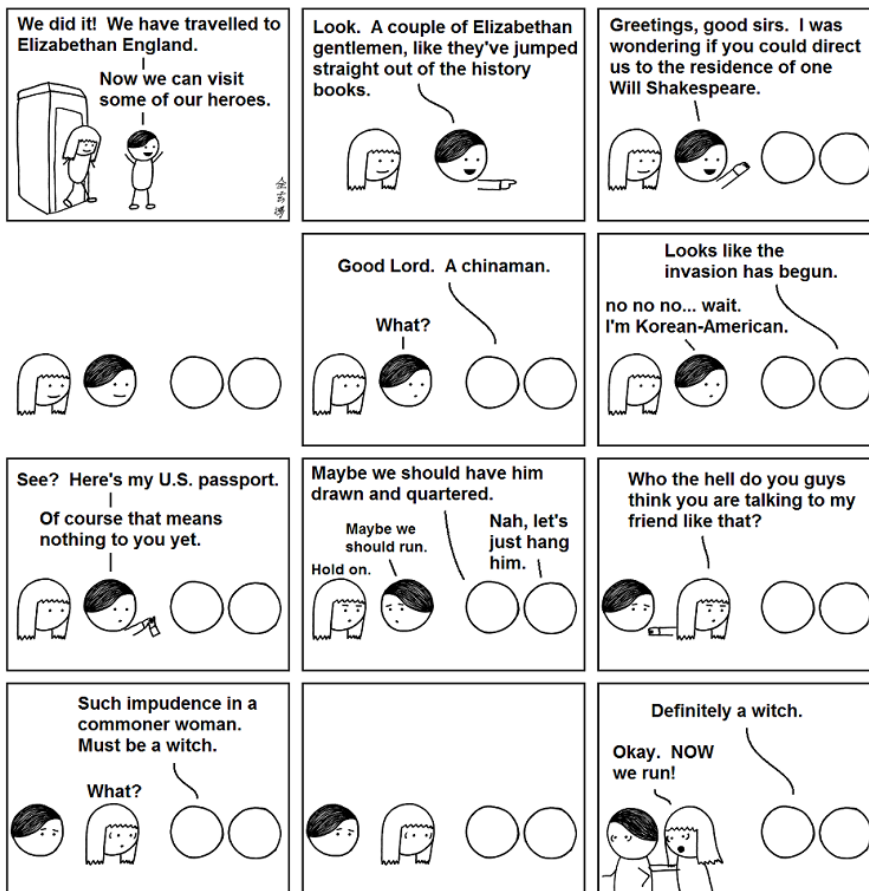 We did it! We have travelled to
Elizabethan England.
Now we can visit
some of our heroes.
Look. A couple of Elizabethan
gentlemen, like they've jumped
straight out of the history
books.
Greetings, good sirs. I was
wondering if you could direct
us to the residence of one
Will Shakespeare.
Good Lord. A chinaman.
What?
Looks like the
invasion has begun.
no no no... wait.
I'm Korean-American.
See? Here's my U.S. passport.
Of course that means
nothing to you yet.
Maybe we should have him
drawn and quartered.
Maybe we
should run.
Hold on.
Nah, let's
just hang
him.
Who the hell do you guys
think you are talking to my
friend like that?
Such impudence in a
commoner woman.
Must be a witch.
What?
Definitely a witch.
Okay. NOW
we run!